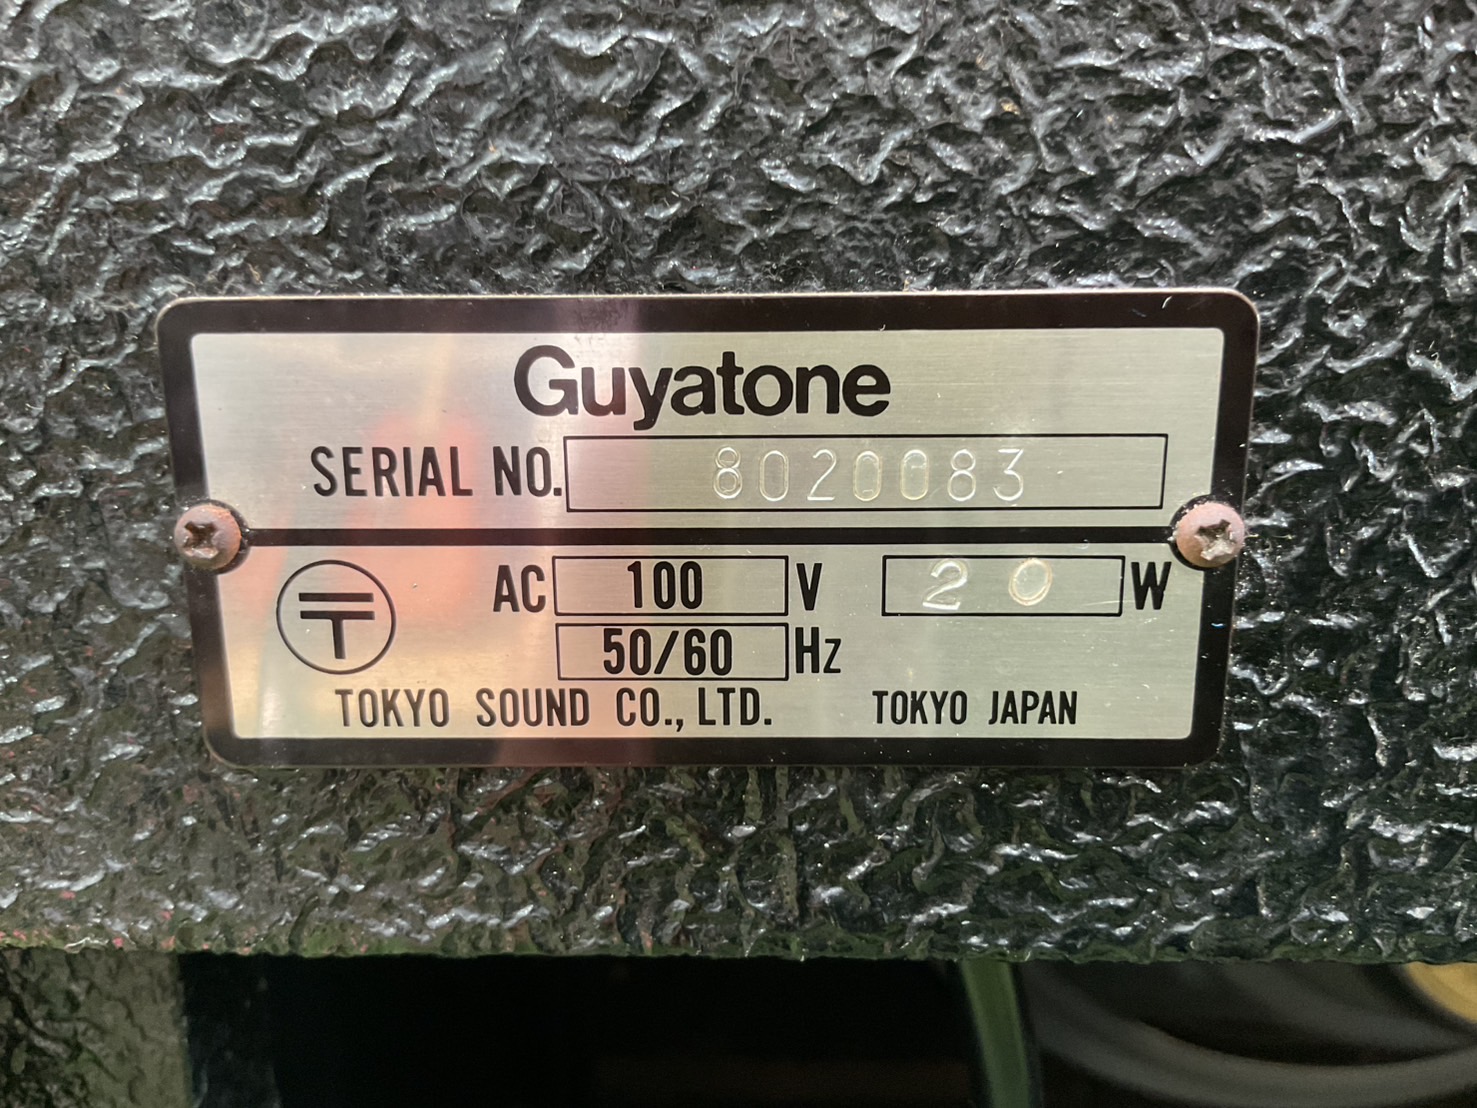 Guyatone
SERIAL NO. 8020083
〒 AC 100 V 20 W
50/60 Hz
TOKYO SOUND CO., LTD. TOKYO JAPAN